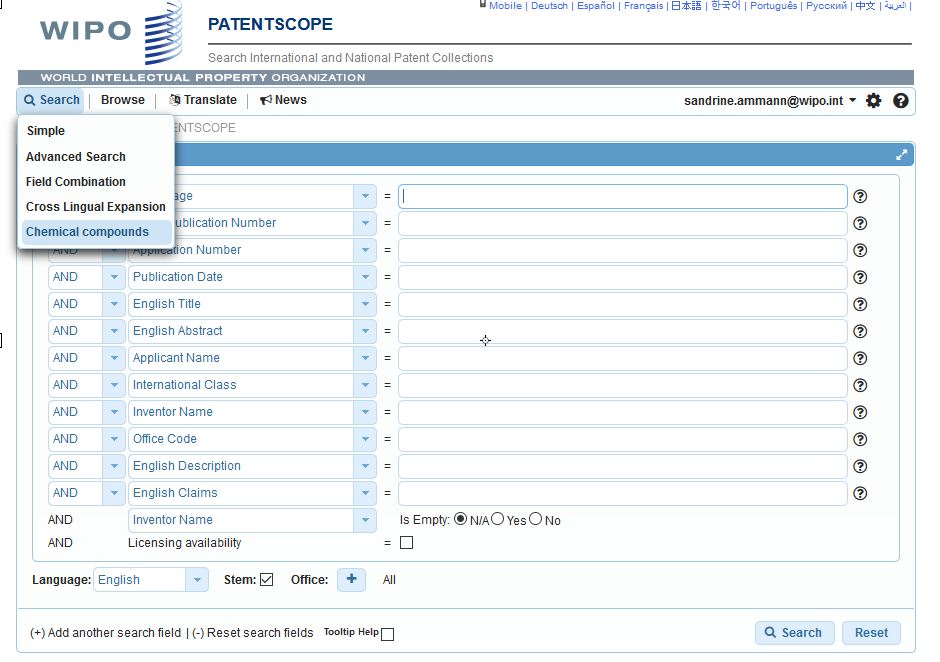 Mobile | Deutsch | Español | Français | 日本語 | 한국어 | Português | Русский | 中文 | العربية |
WIPO
PATENTSCOPE
Search International and National Patent Collections
WORLD INTELLECTUAL PROPERTY ORGANIZATION
Search | Browse | Translate | News sandrine.ammann@wipo.int
ENTSCOPE
Simple
Advanced Search
Field Combination
Cross Lingual Expansion
Chemical compounds
age = ?
ublication Number = ?
AND Application Number = ?
AND Publication Date = ?
AND English Title = ?
AND English Abstract = ?
AND Applicant Name = ?
AND International Class = ?
AND Inventor Name = ?
AND Office Code = ?
AND English Description = ?
AND English Claims = ?
AND Inventor Name Is Empty: N/A Yes No
AND Licensing availability =
Language: English Stem: Office: + All
(+) Add another search field | (-) Reset search fields Tooltip Help Search Reset